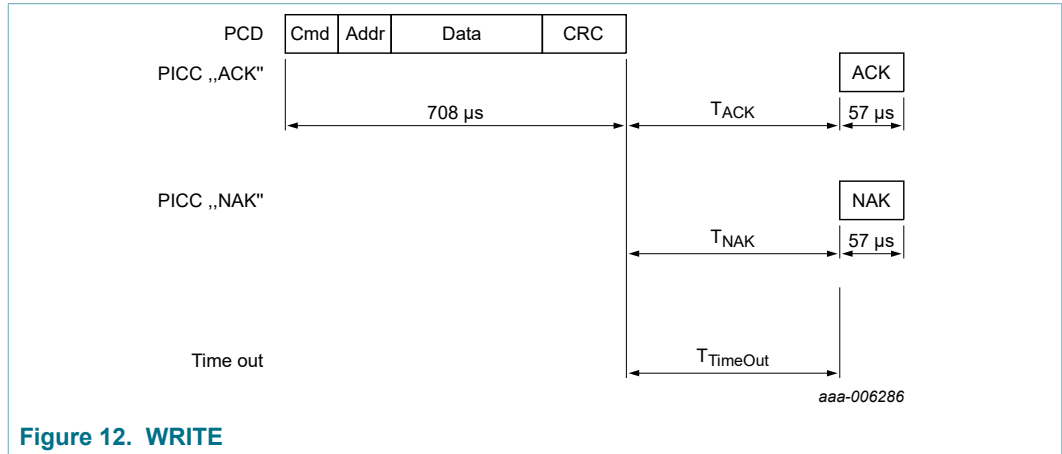 PCD Cmd Addr Data CRC
PICC ,,ACK" ACK
708 µs TACK 57 µs
PICC ,,NAK" NAK
TNAK 57 µs
Time out TTimeOut
aaa-006286
Figure 12. WRITE